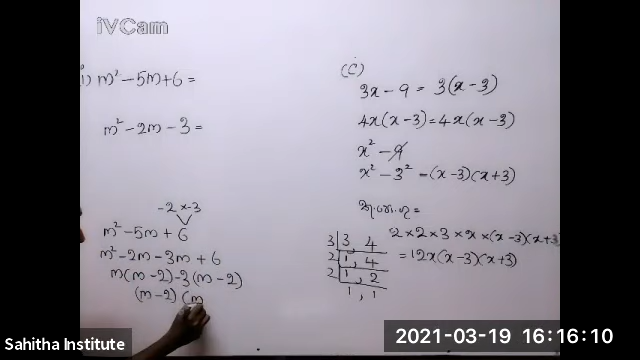 iVCam
i) m² - 5m + 6 =
m² - 2m - 3 =
-2 × -3
m² - 5m + 6
m² - 2m - 3m + 6
m(m - 2) - 3(m - 2)
(m - 2) (m
(C)
3x - 9 = 3(x - 3)
4x(x - 3) = 4x(x - 3)
x² - 9
x² - 3² = (x - 3)(x + 3)
2 × 2 × 3 × x × (x - 3)(x + 3)
= 12x(x - 3)(x + 3)
3 | 3, 4
2 | 1, 4
2 | 1, 2
1, 1
Sahitha Institute
2021-03-19 16:16:10